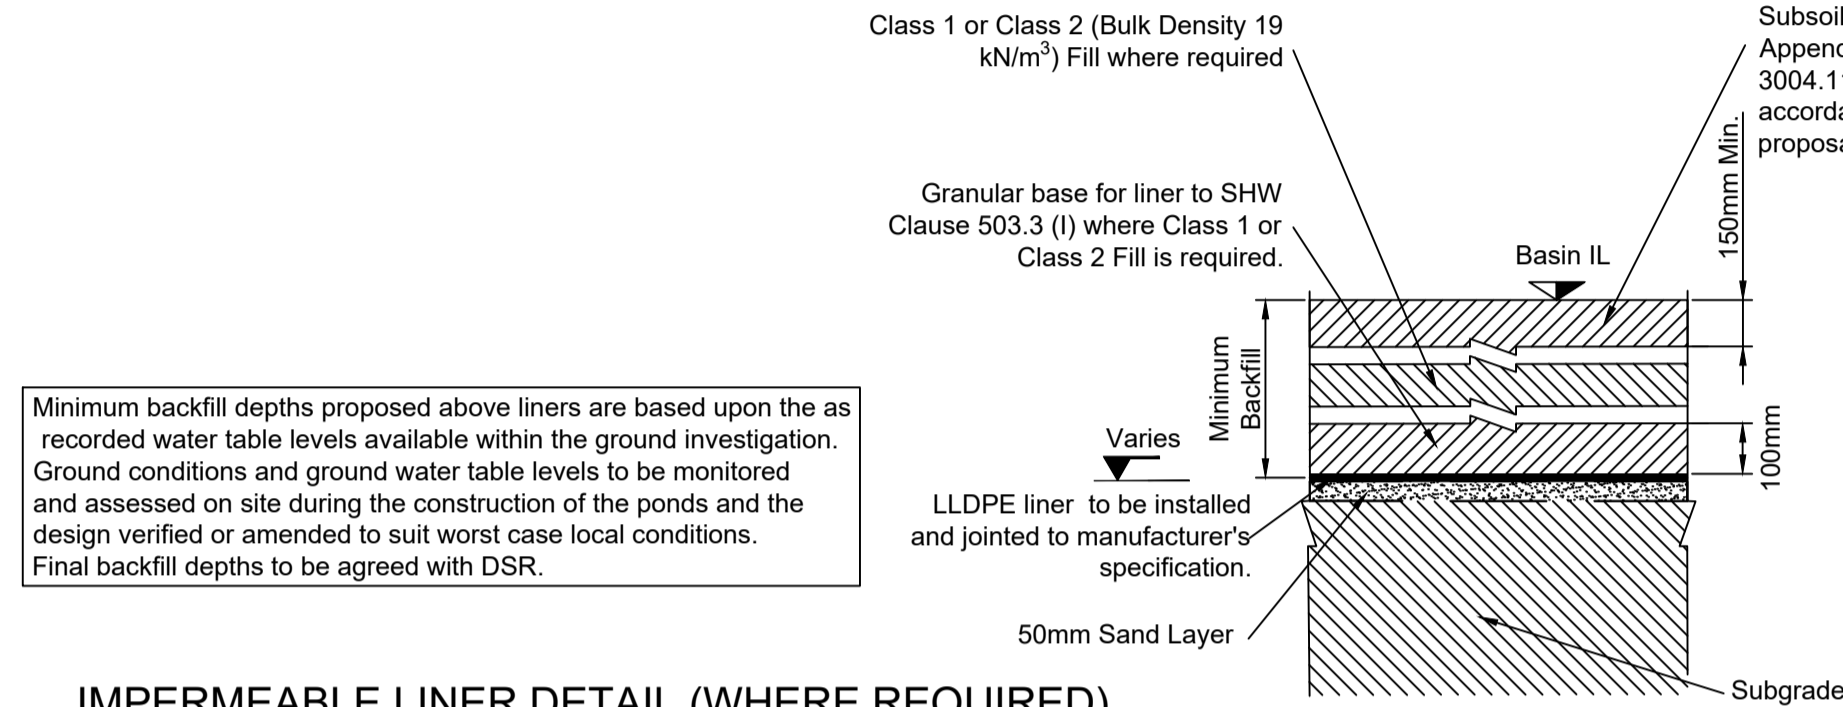 Class 1 or Class 2 (Bulk Density 19
kN/m³) Fill where required
Subsoil
3004.1
150mm Min.
Granular base for liner to SHW
Clause 503.3 (I) where Class 1 or
Class 2 Fill is required.
Basin IL
Minimum
Backfill
Minimum backfill depths proposed above liners are based upon the as
recorded water table levels available within the ground investigation.
Ground conditions and ground water table levels to be monitored
and assessed on site during the construction of the ponds and the
design verified or amended to suit worst case local conditions.
Final backfill depths to be agreed with DSR.
Varies
100mm
LLDPE liner to be installed
and jointed to manufacturer's
specification.
50mm Sand Layer
Subgrade
IMPERMEABLE LINER DETAIL (WHERE REQUIRED)